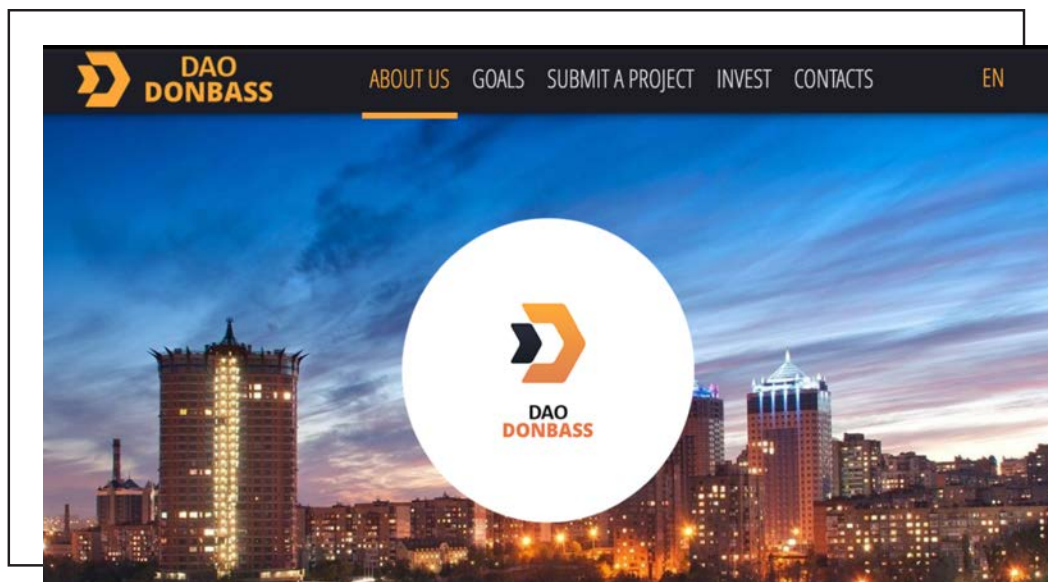 DAO
DONBASS
ABOUT US GOALS SUBMIT A PROJECT INVEST CONTACTS EN
DAO
DONBASS